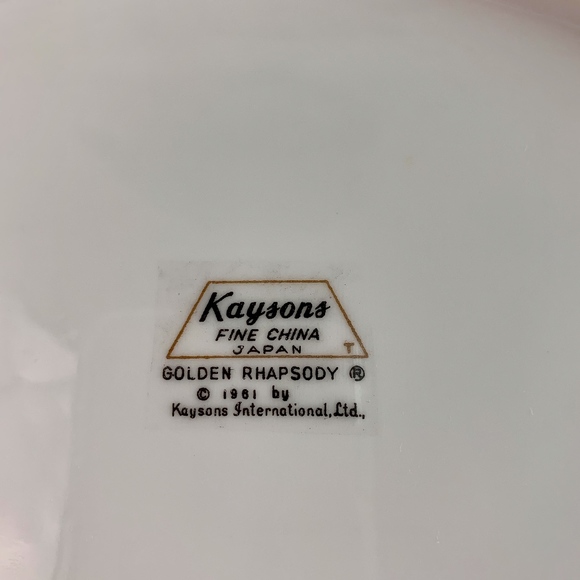 Kaysons
FINE CHINA
JAPAN T
GOLDEN RHAPSODY ®
© 1961 by
Kaysons International, Ltd.,